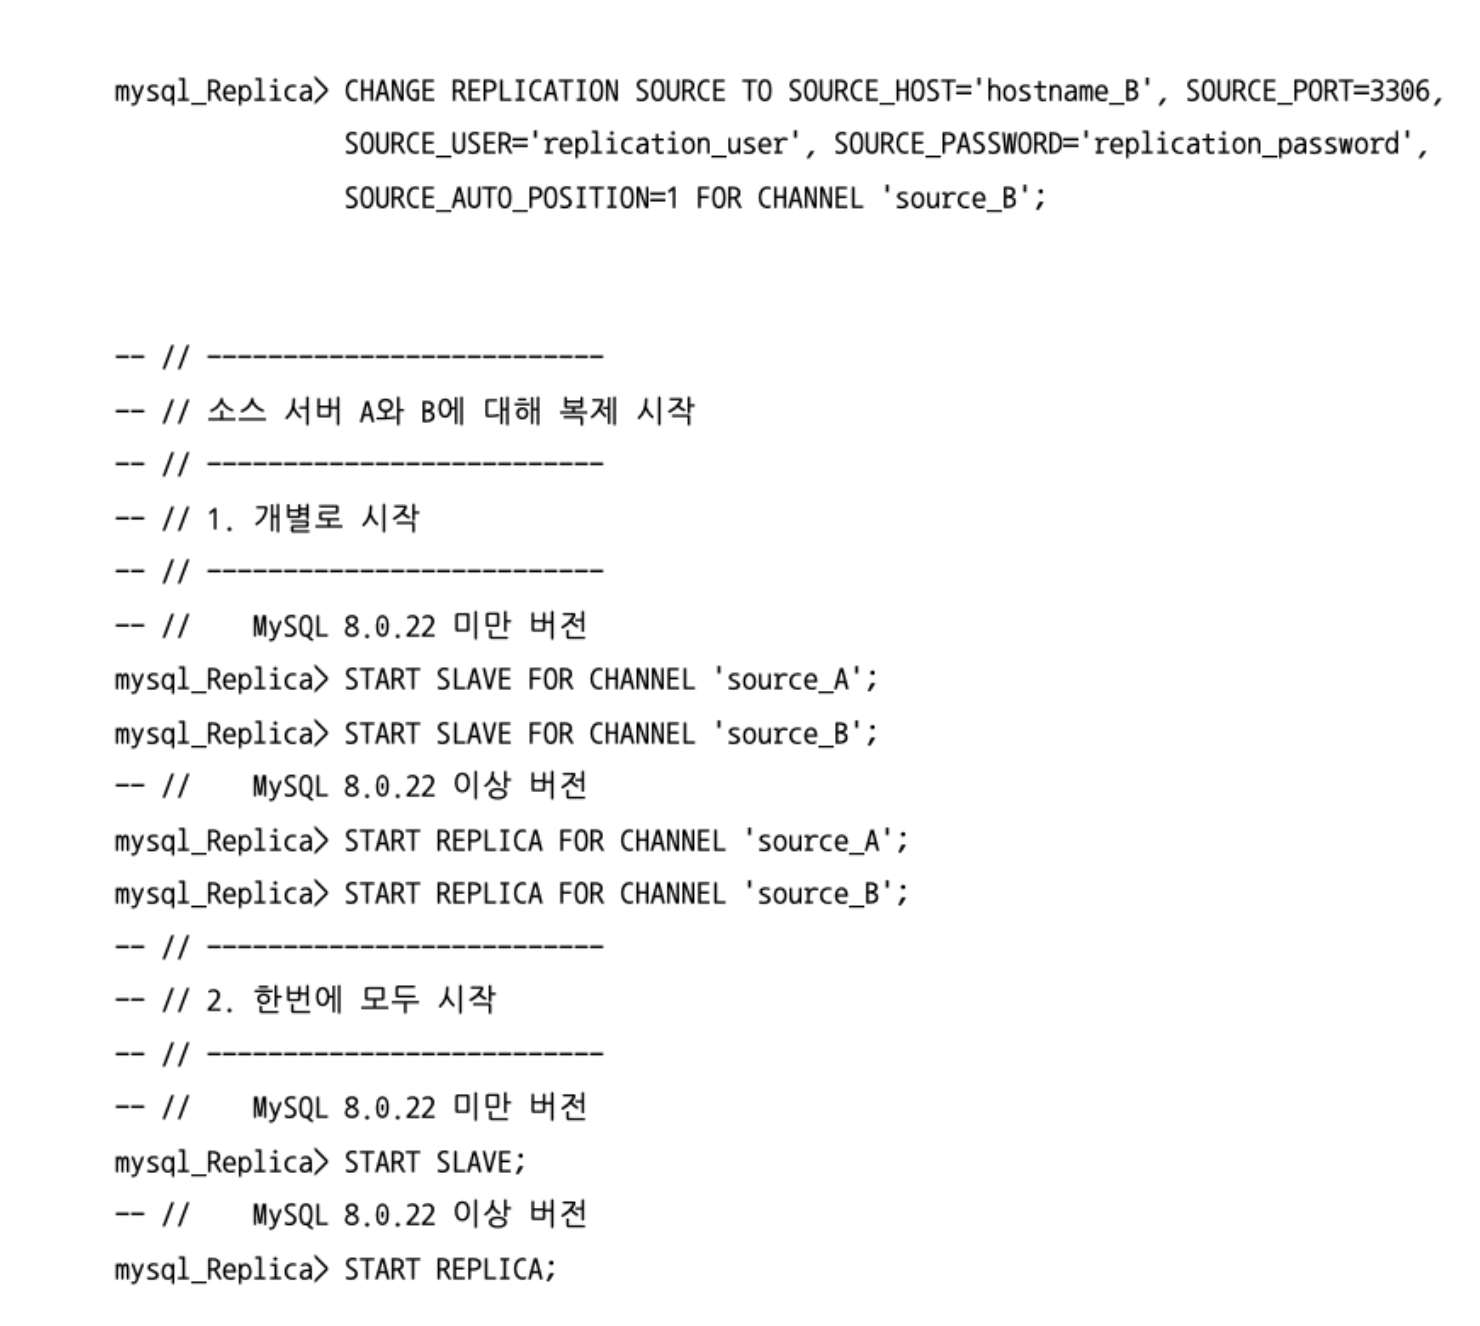 mysql_Replica> CHANGE REPLICATION SOURCE TO SOURCE_HOST='hostname_B', SOURCE_PORT=3306,
SOURCE_USER='replication_user', SOURCE_PASSWORD='replication_password',
SOURCE_AUTO_POSITION=1 FOR CHANNEL 'source_B';
-- // --------------------------
-- // 소스 서버 A와 B에 대해 복제 시작
-- // --------------------------
-- // 1. 개별로 시작
-- // --------------------------
-- //    MySQL 8.0.22 미만 버전
mysql_Replica> START SLAVE FOR CHANNEL 'source_A';
mysql_Replica> START SLAVE FOR CHANNEL 'source_B';
-- //    MySQL 8.0.22 이상 버전
mysql_Replica> START REPLICA FOR CHANNEL 'source_A';
mysql_Replica> START REPLICA FOR CHANNEL 'source_B';
-- // --------------------------
-- // 2. 한번에 모두 시작
-- // --------------------------
-- //    MySQL 8.0.22 미만 버전
mysql_Replica> START SLAVE;
-- //    MySQL 8.0.22 이상 버전
mysql_Replica> START REPLICA;